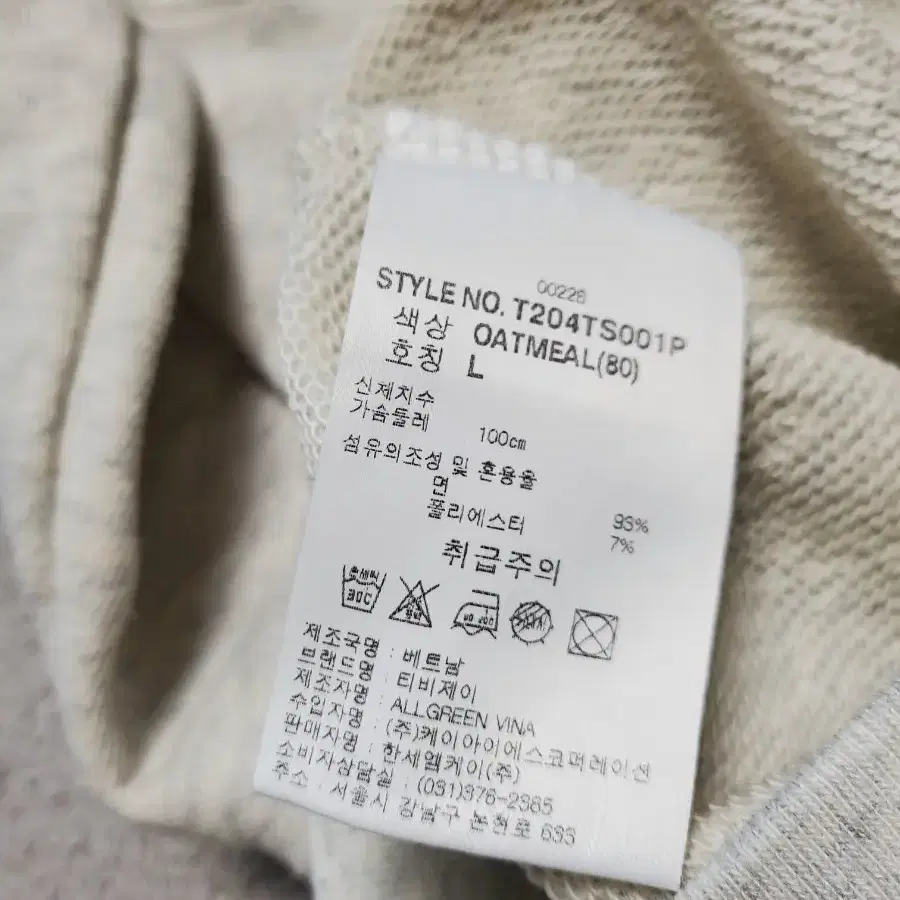 00228
STYLE NO. T204TS001P
색상 OATMEAL(80)
호칭 L
신체치수
가슴둘레 100cm
섬유의조성 및 혼용율
면 93%
폴리에스터 7%
취급주의
30C
제조국명 : 베트남
브랜드명 : 티비제이
제조자명 : ALLGREEN VINA
수입자명 : (주)케이아이에스코퍼레이션
판매자명 : 한세엠케이(주)
소비자상담실 : (031)376-2385
주소 : 서울시 강남구 논현로 633